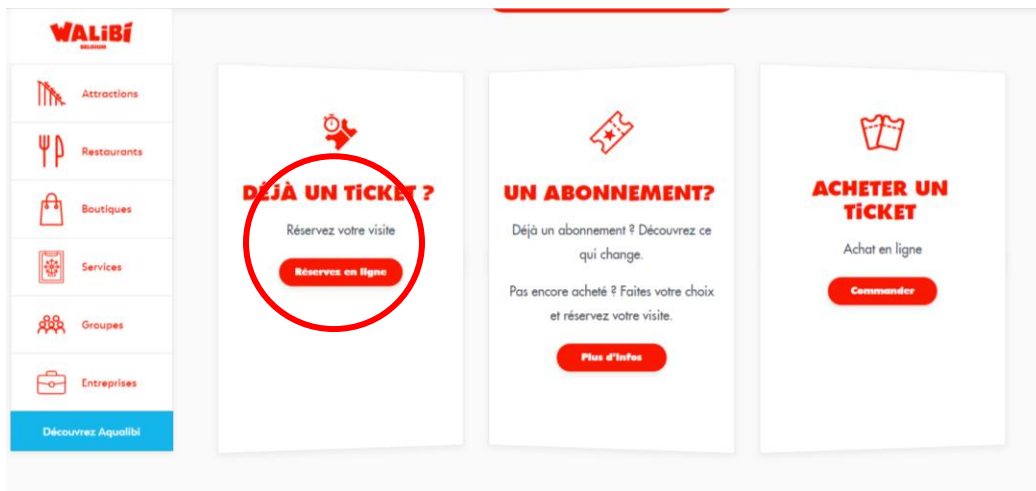 WALiBi
BELGIUM
Attractions
Restaurants
Boutiques
Services
Groupes
Entreprises
Découvrez Aqualibi
DÉJÀ UN TiCKET ?
Réservez votre visite
Réservez en ligne
UN ABONNEMENT?
Déjà un abonnement ? Découvrez ce
qui change.
Pas encore acheté ? Faites votre choix
et réservez votre visite.
Plus d'Infos
ACHETER UN
TiCKET
Achat en ligne
Commander